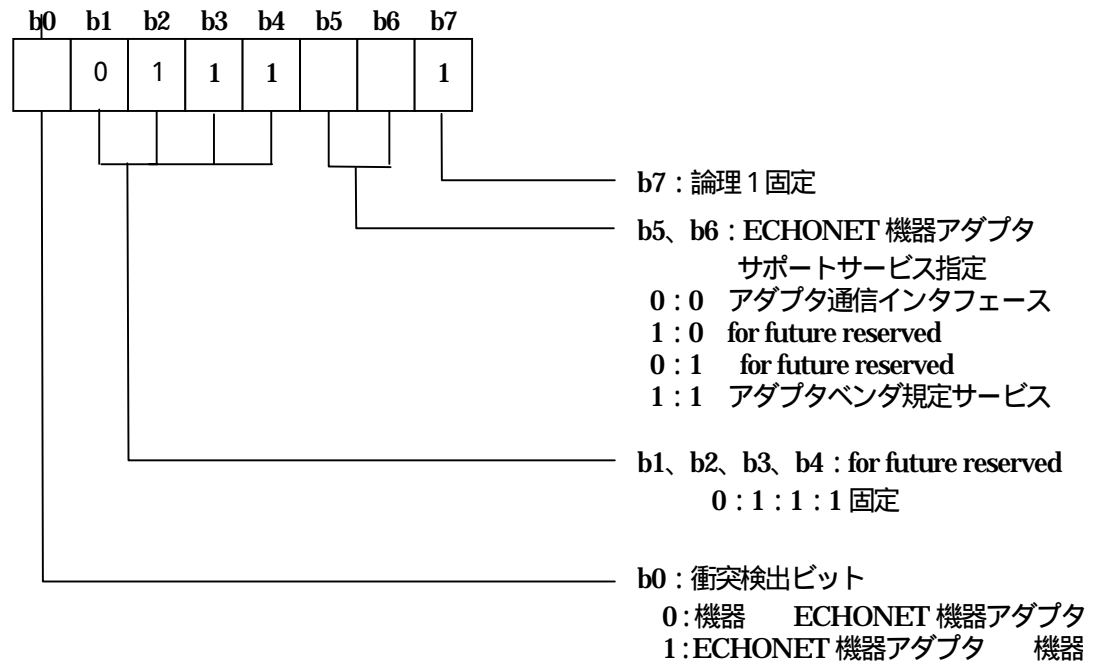 b0 b1 b2 b3 b4 b5 b6 b7
0 1 1 1 1
b7：論理1固定
b5、b6：ECHONET 機器アダプタ
サポートサービス指定
0：0 アダプタ通信インタフェース
1：0 for future reserved
0：1 for future reserved
1：1 アダプタベンダ規定サービス
b1、b2、b3、b4：for future reserved
0：1：1：1 固定
b0：衝突検出ビット
0：機器 ECHONET 機器アダプタ
1：ECHONET 機器アダプタ 機器